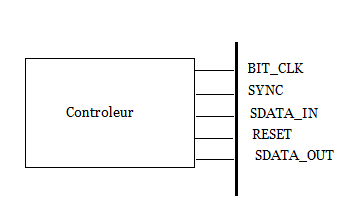 BIT_CLK
SYNC
Controleur
SDATA_IN
RESET
SDATA_OUT